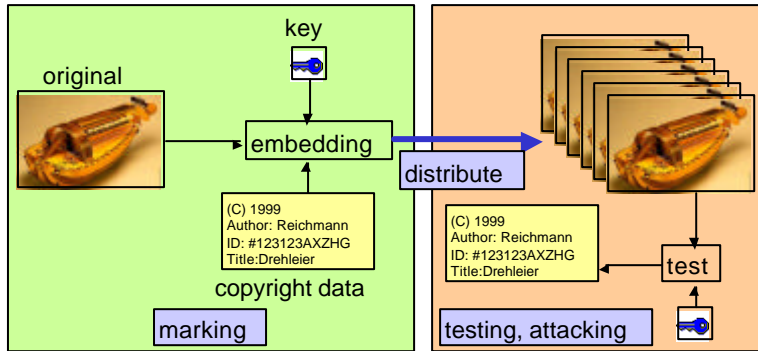 key
original
embedding
distribute
(C) 1999
Author: Reichmann
ID: #123123AXZHG
Title:Drehleier
copyright data
marking
(C) 1999
Author: Reichmann
ID: #123123AXZHG
Title:Drehleier
test
testing, attacking